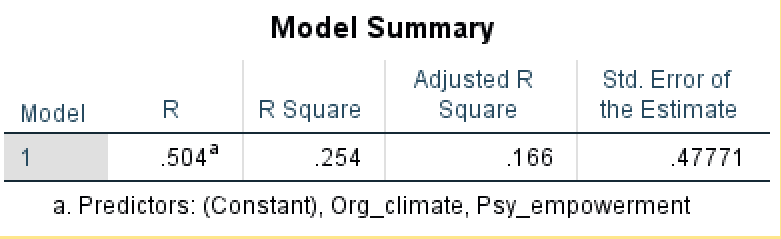 Model Summary
Model R R Square Adjusted R Square Std. Error of the Estimate
1 .504a .254 .166 .47771
a. Predictors: (Constant), Org_climate, Psy_empowerment